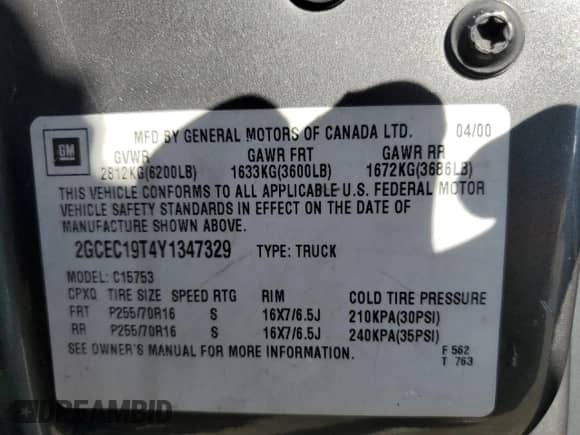 GM
MFD BY GENERAL MOTORS OF CANADA LTD. 04/00
GVWR GAWR FRT GAWR RR
2812KG(6200LB) 1633KG(3600LB) 1672KG(3686LB)
THIS VEHICLE CONFORMS TO ALL APPLICABLE U.S. FEDERAL MOTOR
VEHICLE SAFETY STANDARDS IN EFFECT ON THE DATE OF
MANUFACTURE SHOWN ABOVE.
2GCEC19T4Y1347329 TYPE: TRUCK
MODEL: C15753
CPXQ TIRE SIZE SPEED RTG RIM COLD TIRE PRESSURE
FRT P255/70R16 S 16X7/6.5J 210KPA(30PSI)
RR P255/70R16 S 16X7/6.5J 240KPA(35PSI)
SEE OWNER'S MANUAL FOR MORE INFORMATION.
F 562
T 763
DREAMBID